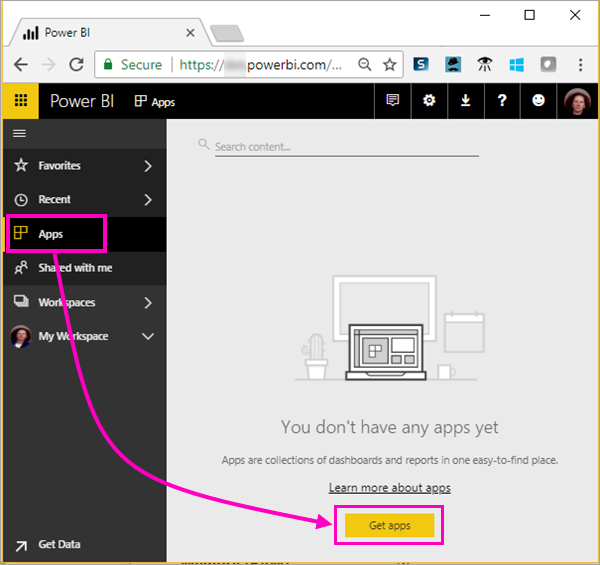 Power BI
Secure https:// powerbi.com/...
Power BI Apps
Search content...
Favorites
Recent
Apps
Shared with me
Workspaces
My Workspace
You don't have any apps yet
Apps are collections of dashboards and reports in one easy-to-find place.
Learn more about apps
Get apps
Get Data